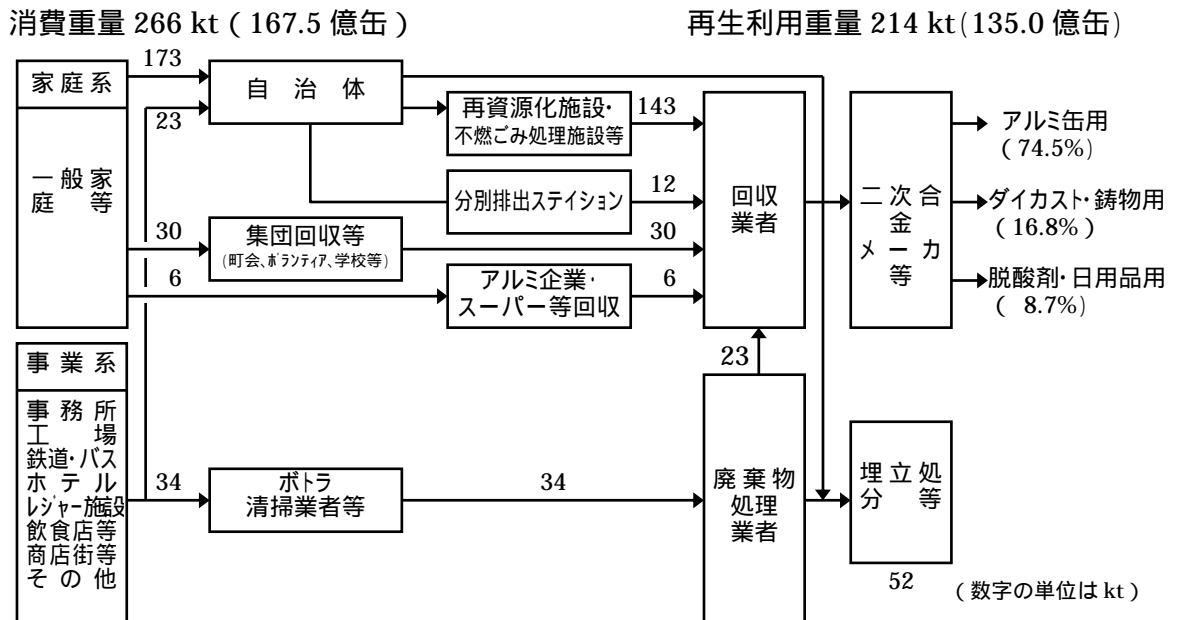 消費重量 266 kt ( 167.5 億缶 )
再生利用重量 214 kt(135.0 億缶)
家庭系
一般家
庭等
173
23
30
6
自治体
再資源化施設・
不燃ごみ処理施設等
143
分別排出ステイション
12
集団回収等
(町会、ボランティア、学校等)
30
アルミ企業・
スーパー等回収
6
回収
業者
二次合
金
メーカ
等
アルミ缶用
( 74.5%)
ダイカスト・鋳物用
( 16.8% )
脱酸剤・日用品用
( 8.7%)
事業系
事務所
工場
鉄道・バス
ホテル
レジャー施設
飲食店等
商店街等
その他
34
ボトラ
清掃業者等
34
23
廃棄物
処理
業者
埋立処
分等
52
( 数字の単位は kt )